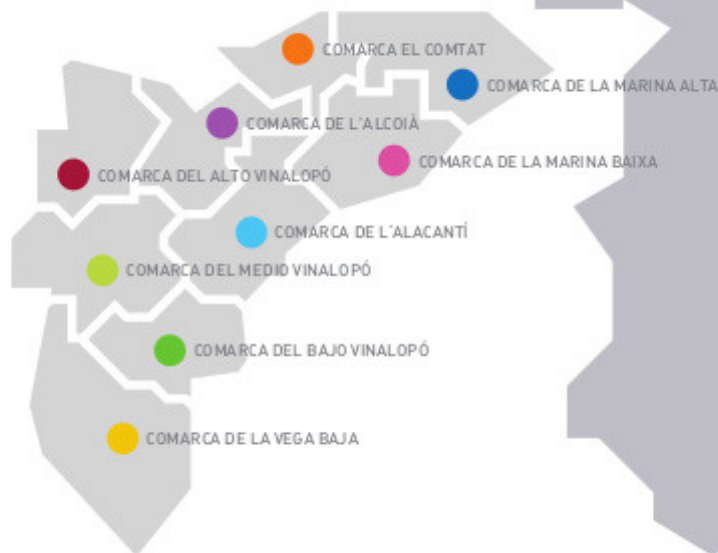 COMARCA EL COMTAT
COMARCA DE LA MARINA ALTA
COMARCA DE L'ALCOIÀ
COMARCA DE LA MARINA BAIXA
COMARCA DEL ALTO VINALOPÓ
COMARCA DE L'ALACANTÍ
COMARCA DEL MEDIO VINALOPÓ
COMARCA DEL BAJO VINALOPÓ
COMARCA DE LA VEGA BAJA